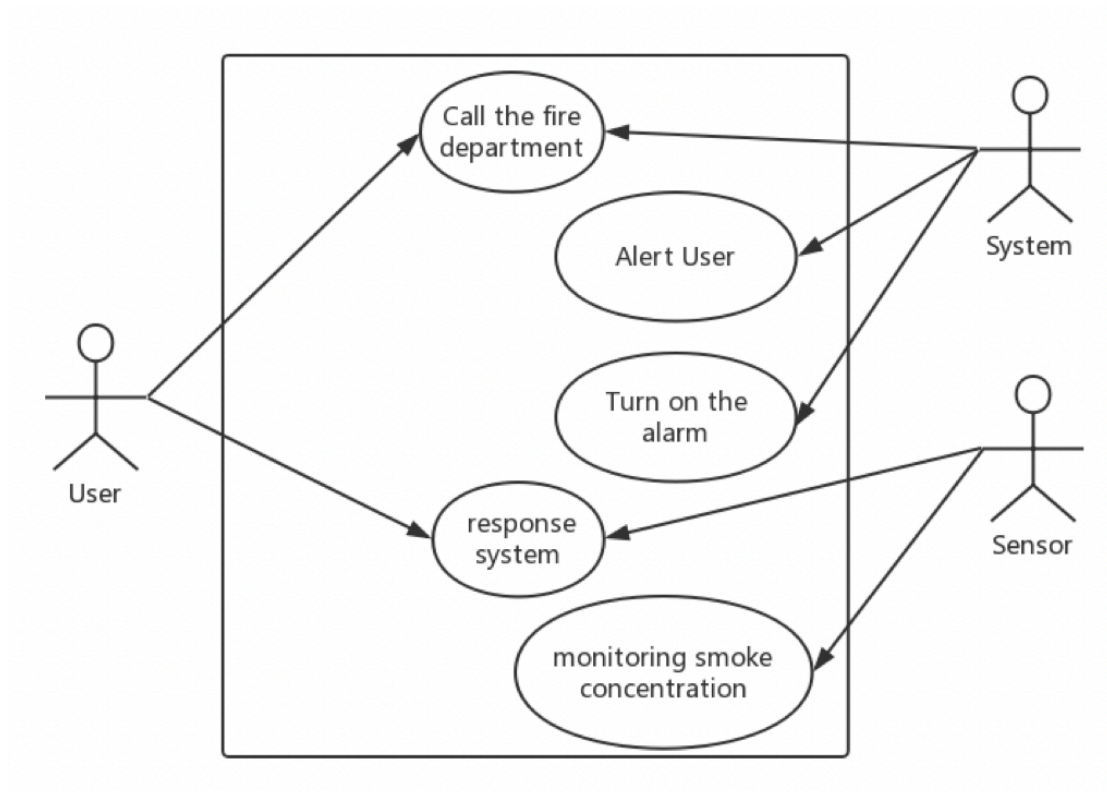 Call the fire
department
System
Alert User
User
Turn on the
alarm
Sensor
response
system
monitoring smoke
concentration